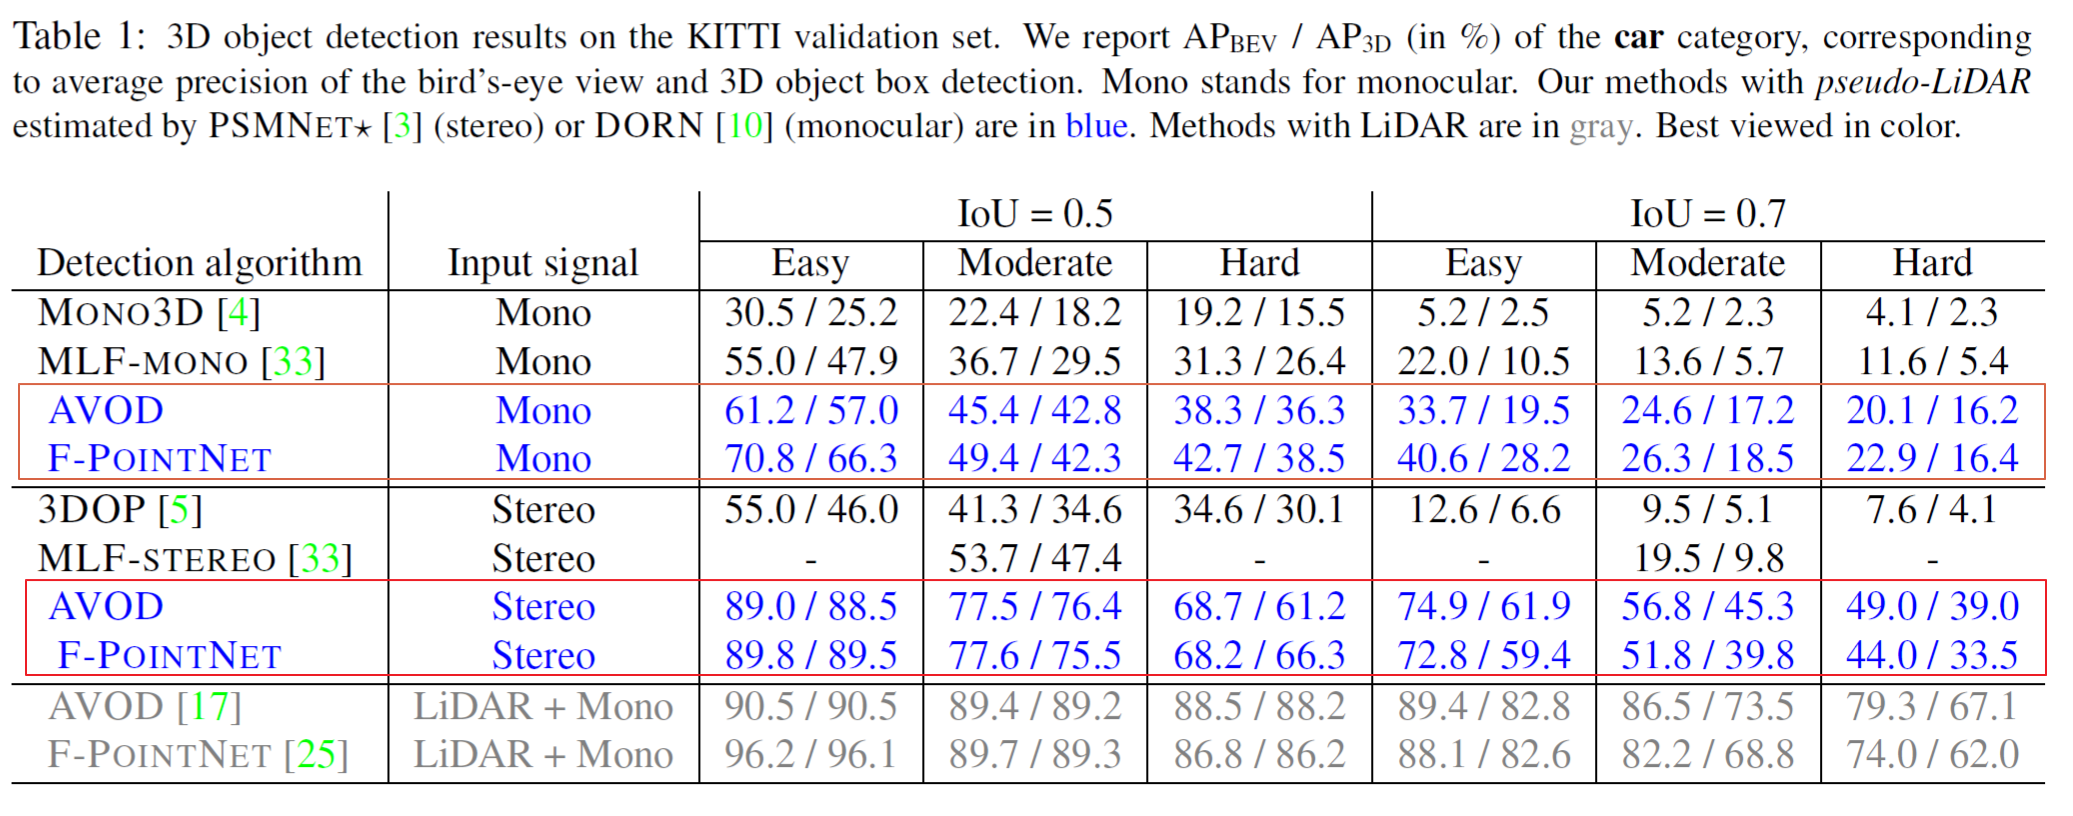 Table 1: 3D object detection results on the KITTI validation set. We report APBEV / AP3D (in %) of the car category, corresponding
to average precision of the bird's-eye view and 3D object box detection. Mono stands for monocular. Our methods with pseudo-LiDAR
estimated by PSMNET⋆ [3] (stereo) or DORN [10] (monocular) are in blue. Methods with LiDAR are in gray. Best viewed in color.
IoU = 0.5 IoU = 0.7
Detection algorithm Input signal Easy Moderate Hard Easy Moderate Hard
MONO3D [4] Mono 30.5 / 25.2 22.4 / 18.2 19.2 / 15.5 5.2 / 2.5 5.2 / 2.3 4.1 / 2.3
MLF-MONO [33] Mono 55.0 / 47.9 36.7 / 29.5 31.3 / 26.4 22.0 / 10.5 13.6 / 5.7 11.6 / 5.4
AVOD Mono 61.2 / 57.0 45.4 / 42.8 38.3 / 36.3 33.7 / 19.5 24.6 / 17.2 20.1 / 16.2
F-POINTNET Mono 70.8 / 66.3 49.4 / 42.3 42.7 / 38.5 40.6 / 28.2 26.3 / 18.5 22.9 / 16.4
3DOP [5] Stereo 55.0 / 46.0 41.3 / 34.6 34.6 / 30.1 12.6 / 6.6 9.5 / 5.1 7.6 / 4.1
MLF-STEREO [33] Stereo - 53.7 / 47.4 - - 19.5 / 9.8 -
AVOD Stereo 89.0 / 88.5 77.5 / 76.4 68.7 / 61.2 74.9 / 61.9 56.8 / 45.3 49.0 / 39.0
F-POINTNET Stereo 89.8 / 89.5 77.6 / 75.5 68.2 / 66.3 72.8 / 59.4 51.8 / 39.8 44.0 / 33.5
AVOD [17] LiDAR + Mono 90.5 / 90.5 89.4 / 89.2 88.5 / 88.2 89.4 / 82.8 86.5 / 73.5 79.3 / 67.1
F-POINTNET [25] LiDAR + Mono 96.2 / 96.1 89.7 / 89.3 86.8 / 86.2 88.1 / 82.6 82.2 / 68.8 74.0 / 62.0